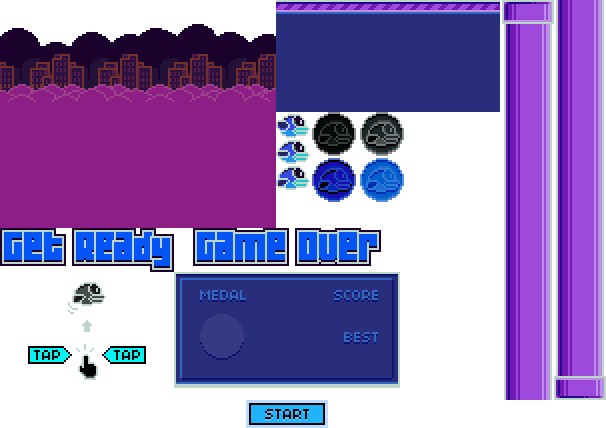 Get Ready
Game Over
MEDAL
SCORE
BEST
TAP
TAP
START